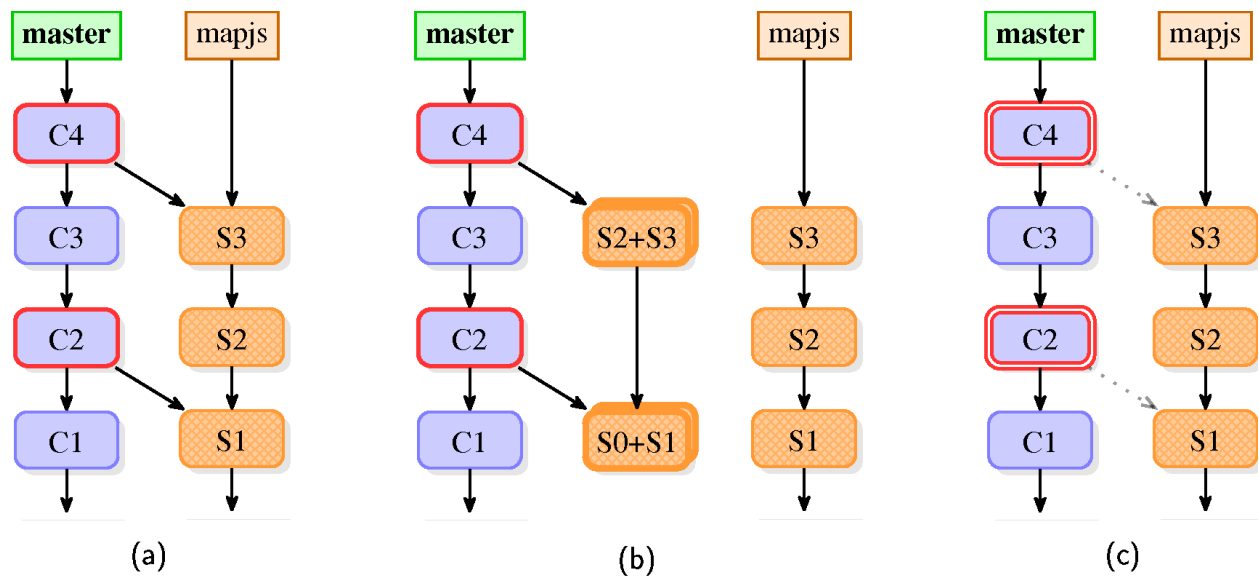 master mapjs mapjs master mapjs
C4 C4 C4
C3 S3 C3 S2+S3 S3 C3 S3
C2 S2 C2 S2 C2 S2
C1 S1 C1 S0+S1 S1 C1 S1
(a) (b) (c)